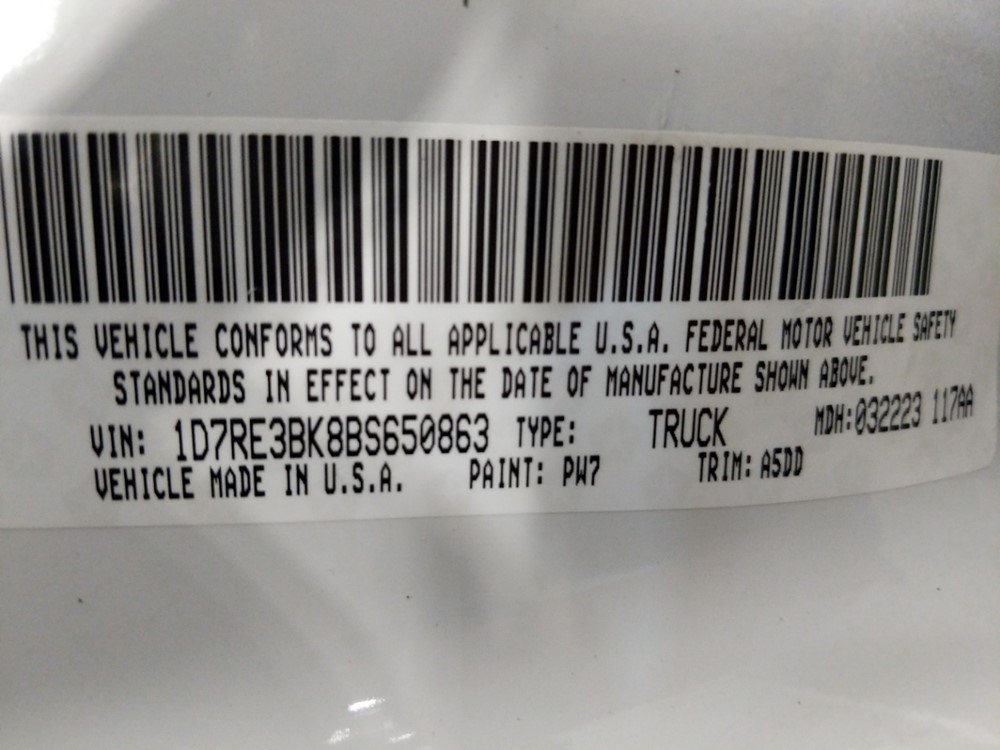 THIS VEHICLE CONFORMS TO ALL APPLICABLE U.S.A. FEDERAL MOTOR VEHICLE SAFETY
STANDARDS IN EFFECT ON THE DATE OF MANUFACTURE SHOWN ABOVE.
VIN: 1D7RE3BK8BS650863 TYPE: TRUCK MDH:032223 117AA
VEHICLE MADE IN U.S.A. PAINT: PW7 TRIM: A5DD